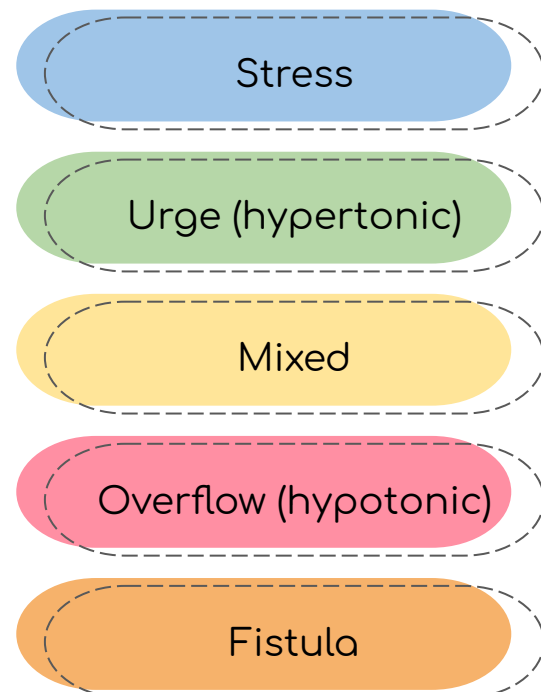 Stress
Urge (hypertonic)
Mixed
Overflow (hypotonic)
Fistula